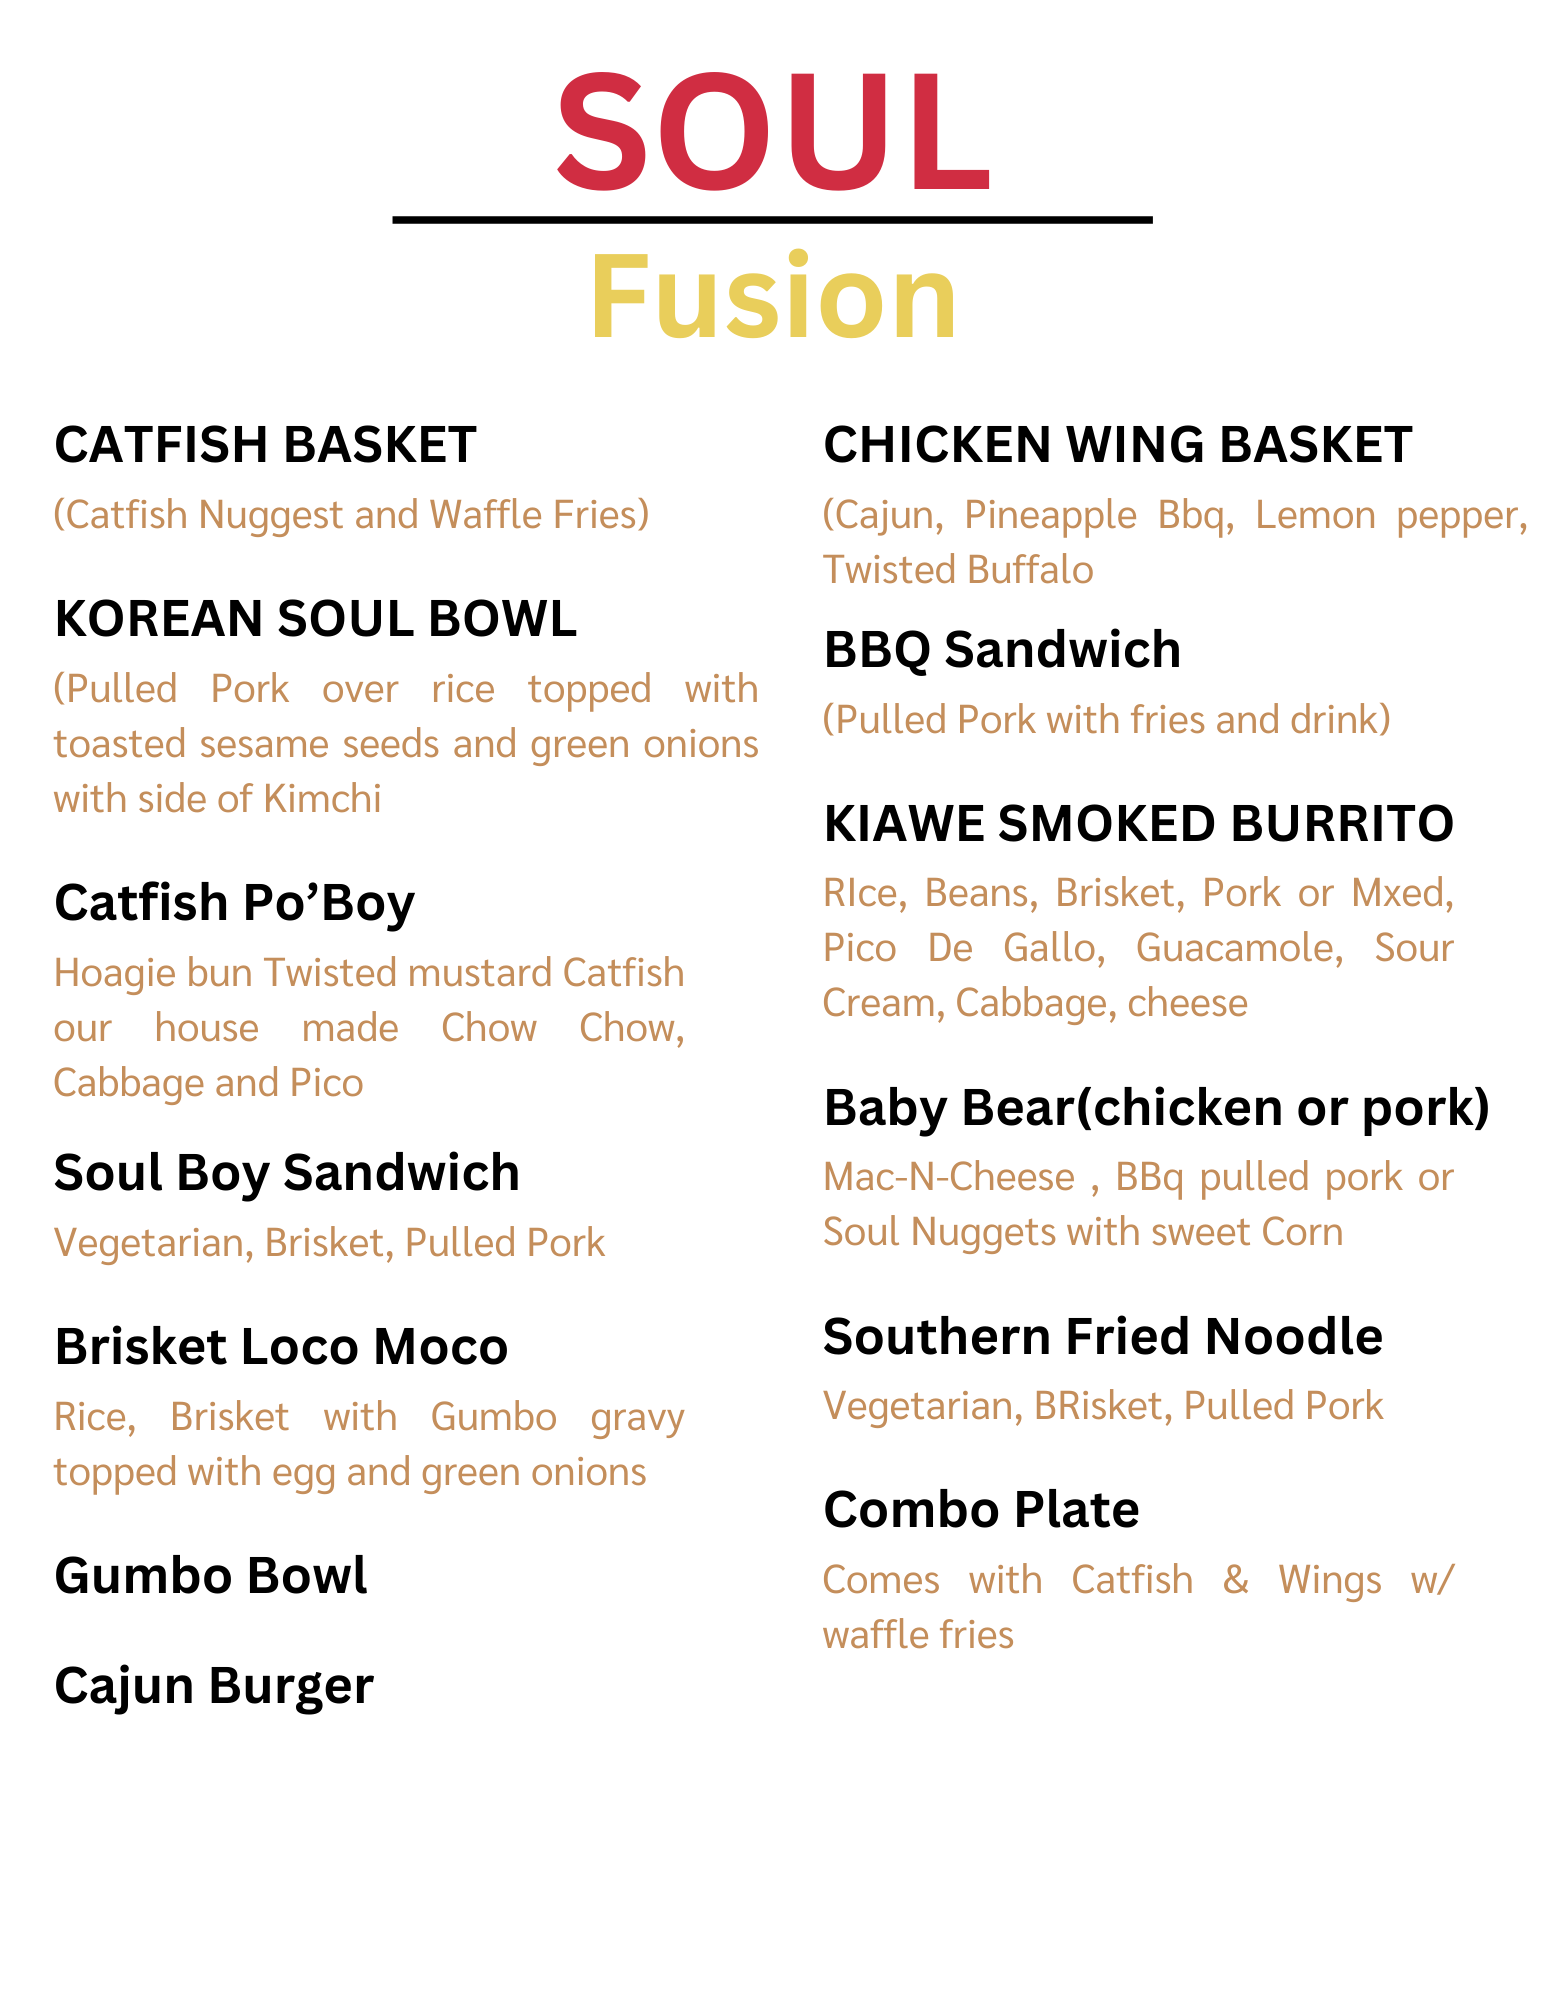 SOUL
Fusion
CATFISH BASKET
(Catfish Nuggest and Waffle Fries)
KOREAN SOUL BOWL
(Pulled Pork over rice topped with
toasted sesame seeds and green onions
with side of Kimchi
Catfish Po’Boy
Hoagie bun Twisted mustard Catfish
our house made Chow Chow,
Cabbage and Pico
Soul Boy Sandwich
Vegetarian, Brisket, Pulled Pork
Brisket Loco Moco
Rice, Brisket with Gumbo gravy
topped with egg and green onions
Gumbo Bowl
Cajun Burger
CHICKEN WING BASKET
(Cajun, Pineapple Bbq, Lemon pepper,
Twisted Buffalo
BBQ Sandwich
(Pulled Pork with fries and drink)
KIAWE SMOKED BURRITO
RIce, Beans, Brisket, Pork or Mxed,
Pico De Gallo, Guacamole, Sour
Cream, Cabbage, cheese
Baby Bear(chicken or pork)
Mac-N-Cheese , BBq pulled pork or
Soul Nuggets with sweet Corn
Southern Fried Noodle
Vegetarian, BRisket, Pulled Pork
Combo Plate
Comes with Catfish & Wings w/
waffle fries